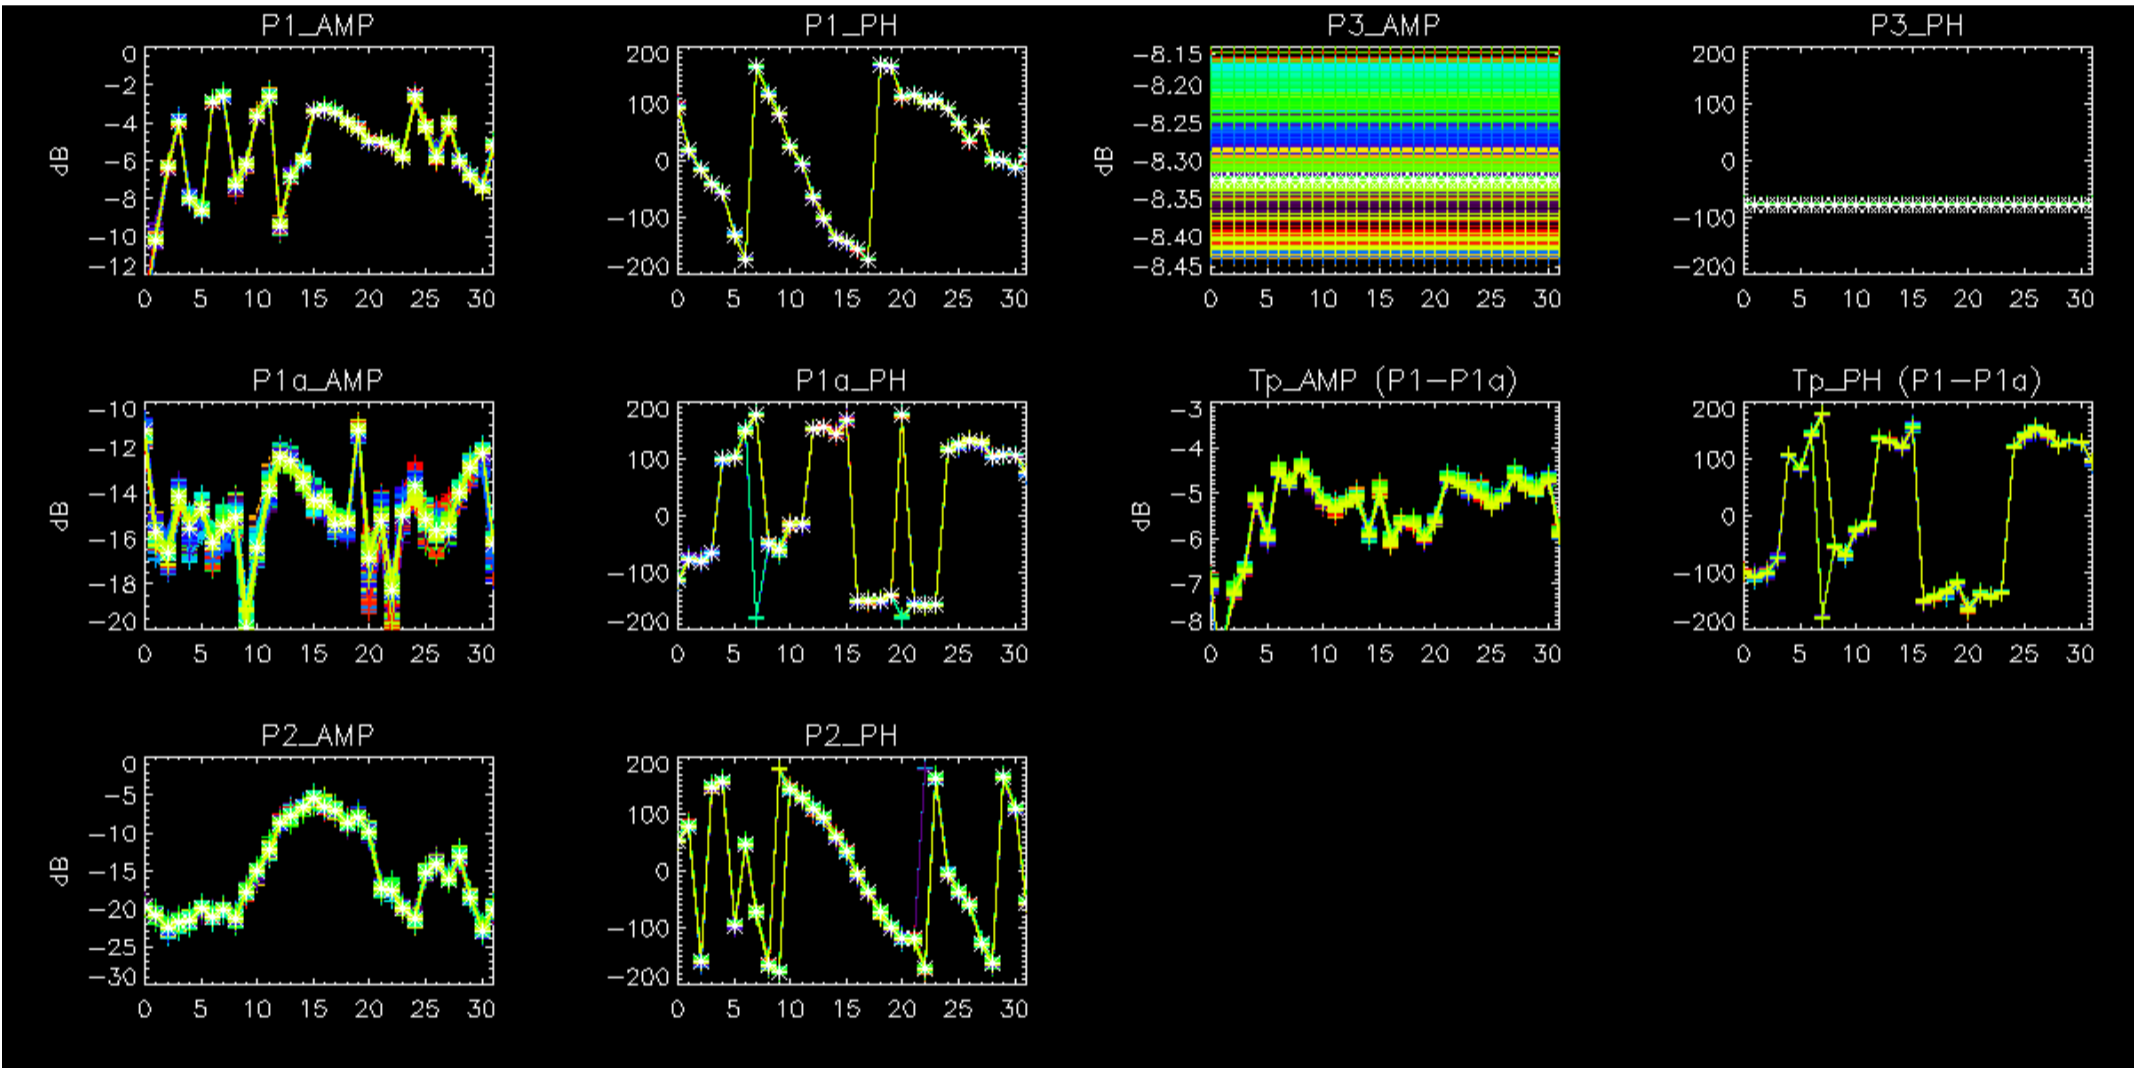 P1_AMP
dB
0
-2
-4
-6
-8
-10
-12
0 5 10 15 20 25 30
P1_PH
200
100
0
-100
-200
0 5 10 15 20 25 30
P3_AMP
dB
-8.15
-8.20
-8.25
-8.30
-8.35
-8.40
-8.45
0 5 10 15 20 25 30
P3_PH
200
100
0
-100
-200
0 5 10 15 20 25 30
P1a_AMP
dB
-10
-12
-14
-16
-18
-20
0 5 10 15 20 25 30
P1a_PH
200
100
0
-100
-200
0 5 10 15 20 25 30
Tp_AMP (P1-P1a)
dB
-3
-4
-5
-6
-7
-8
0 5 10 15 20 25 30
Tp_PH (P1-P1a)
200
100
0
-100
-200
0 5 10 15 20 25 30
P2_AMP
dB
0
-5
-10
-15
-20
-25
-30
0 5 10 15 20 25 30
P2_PH
200
100
0
-100
-200
0 5 10 15 20 25 30